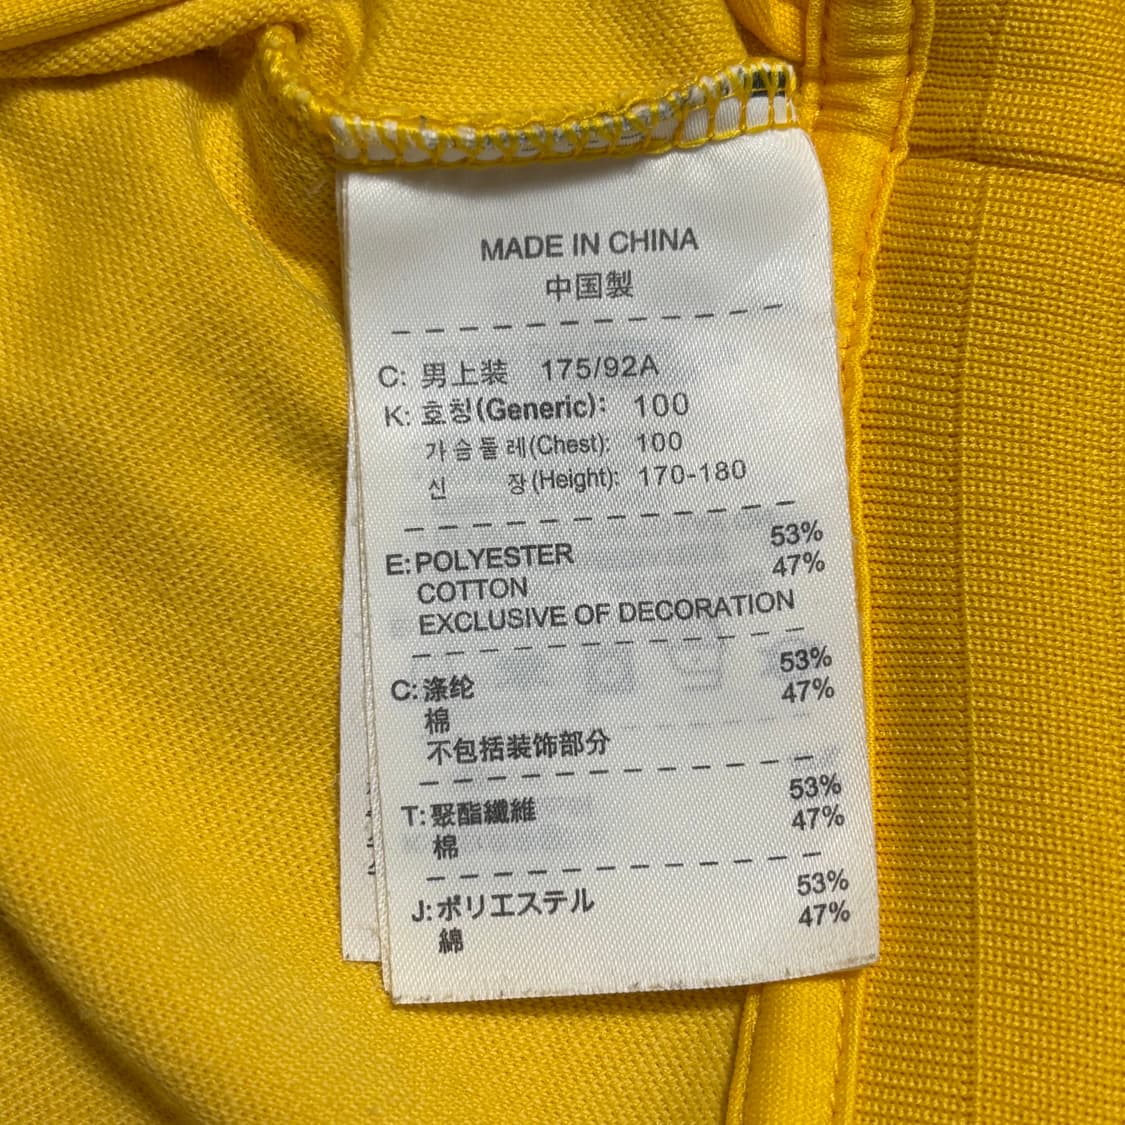 MADE IN CHINA
中国製
C: 男上装 175/92A
K: 호칭(Generic): 100
가슴둘레(Chest): 100
신 장(Height): 170-180
E:POLYESTER 53%
COTTON 47%
EXCLUSIVE OF DECORATION
C:涤纶 53%
棉 47%
不包括装饰部分
T:聚酯纖維 53%
棉 47%
J:ポリエステル 53%
綿 47%